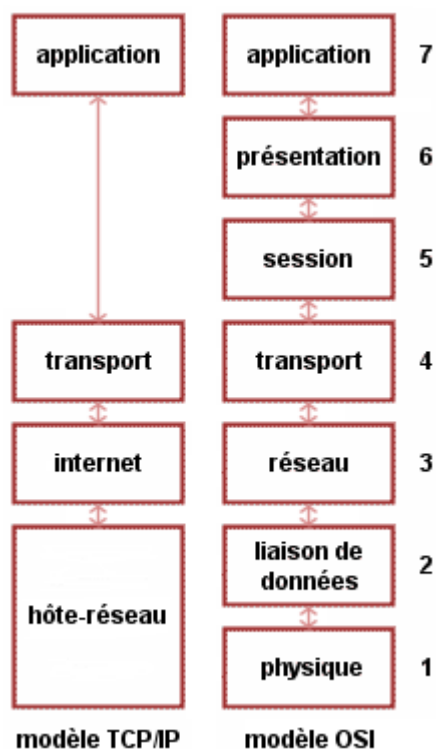 application application 7
présentation 6
session 5
transport transport 4
internet réseau 3
liaison de
données 2
hôte-réseau
physique 1
modèle TCP/IP modèle OSI